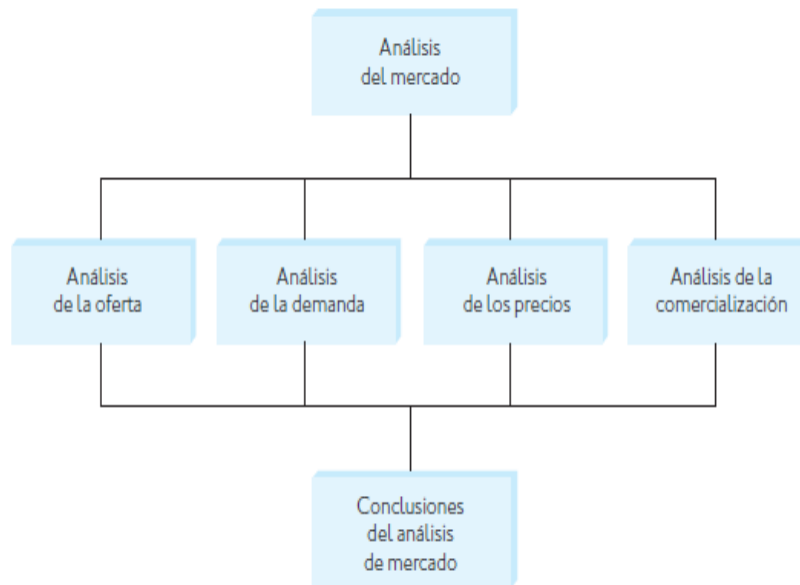 Análisis
del mercado
Análisis
de la oferta
Análisis
de la demanda
Análisis
de los precios
Análisis de la
comercialización
Conclusiones
del análisis
de mercado